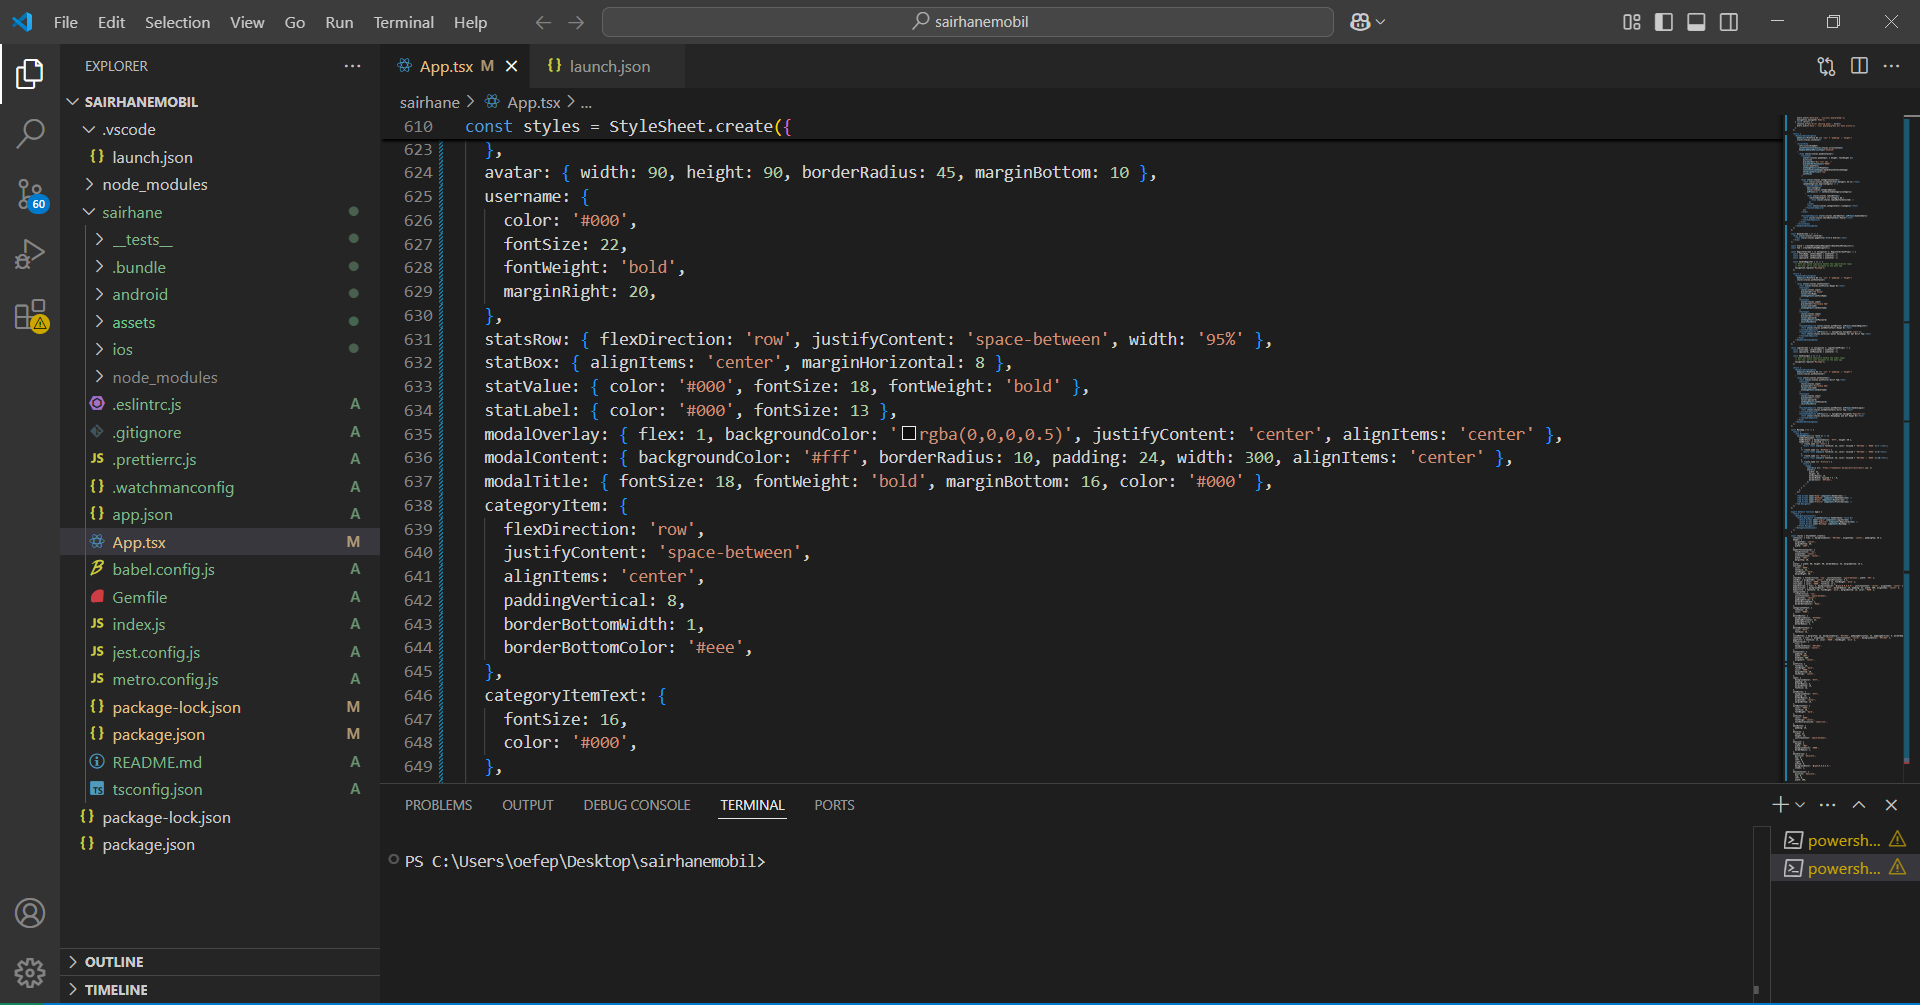 File Edit Selection View Go Run Terminal Help
sairhanemobil
EXPLORER
SAIRHANEMOBIL
.vscode
{} launch.json
node_modules
sairhane
__tests__
.bundle
android
assets
ios
node_modules
.eslintrc.js A
.gitignore A
JS .prettierrc.js A
{} .watchmanconfig A
{} app.json A
App.tsx M
babel.config.js A
Gemfile A
JS index.js A
JS jest.config.js A
JS metro.config.js A
{} package-lock.json M
{} package.json M
README.md A
TS tsconfig.json A
{} package-lock.json
{} package.json
OUTLINE
TIMELINE
60
App.tsx M
{} launch.json
sairhane > App.tsx > ...
610 const styles = StyleSheet.create({
623 },
624 avatar: { width: 90, height: 90, borderRadius: 45, marginBottom: 10 },
625 username: {
626 color: '#000',
627 fontSize: 22,
628 fontWeight: 'bold',
629 marginRight: 20,
630 },
631 statsRow: { flexDirection: 'row', justifyContent: 'space-between', width: '95%' },
632 statBox: { alignItems: 'center', marginHorizontal: 8 },
633 statValue: { color: '#000', fontSize: 18, fontWeight: 'bold' },
634 statLabel: { color: '#000', fontSize: 13 },
635 modalOverlay: { flex: 1, backgroundColor: 'rgba(0,0,0,0.5)', justifyContent: 'center', alignItems: 'center' },
636 modalContent: { backgroundColor: '#fff', borderRadius: 10, padding: 24, width: 300, alignItems: 'center' },
637 modalTitle: { fontSize: 18, fontWeight: 'bold', marginBottom: 16, color: '#000' },
638 categoryItem: {
639 flexDirection: 'row',
640 justifyContent: 'space-between',
641 alignItems: 'center',
642 paddingVertical: 8,
643 borderBottomWidth: 1,
644 borderBottomColor: '#eee',
645 },
646 categoryItemText: {
647 fontSize: 16,
648 color: '#000',
649 },
PROBLEMS OUTPUT DEBUG CONSOLE TERMINAL PORTS
PS C:\Users\oefep\Desktop\sairhanemobil>
powersh...
powersh...